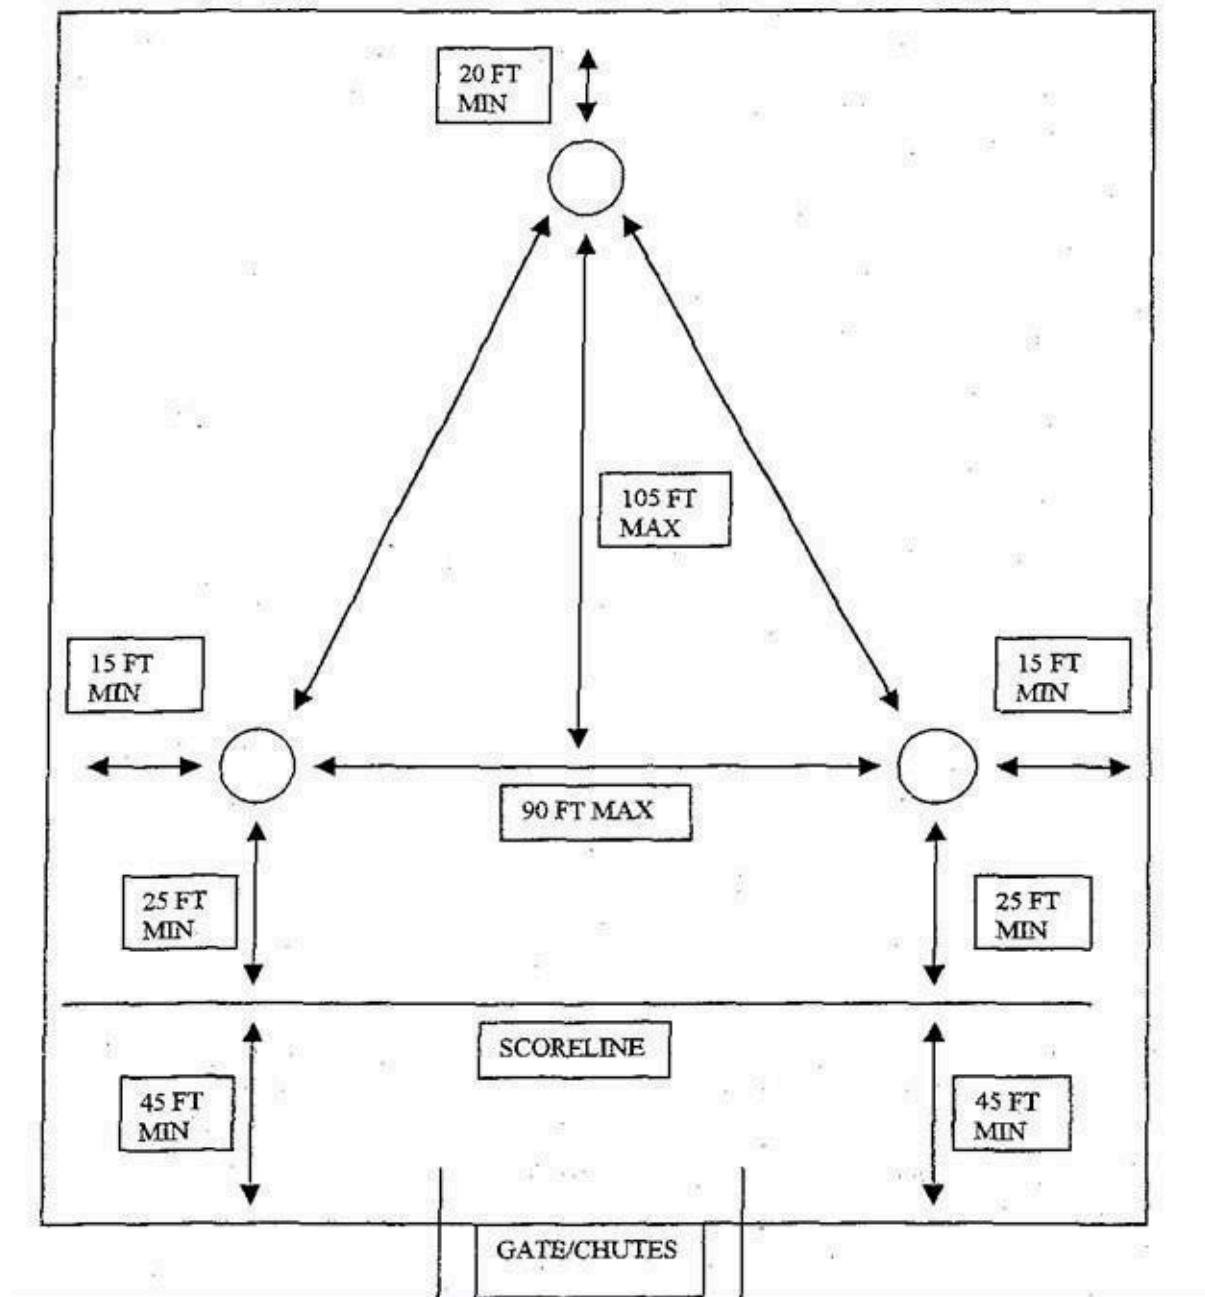 20 FT
MIN
105 FT
MAX
15 FT
MIN
15 FT
MIN
90 FT MAX
25 FT
MIN
25 FT
MIN
SCORELINE
45 FT
MIN
45 FT
MIN
GATE/CHUTES